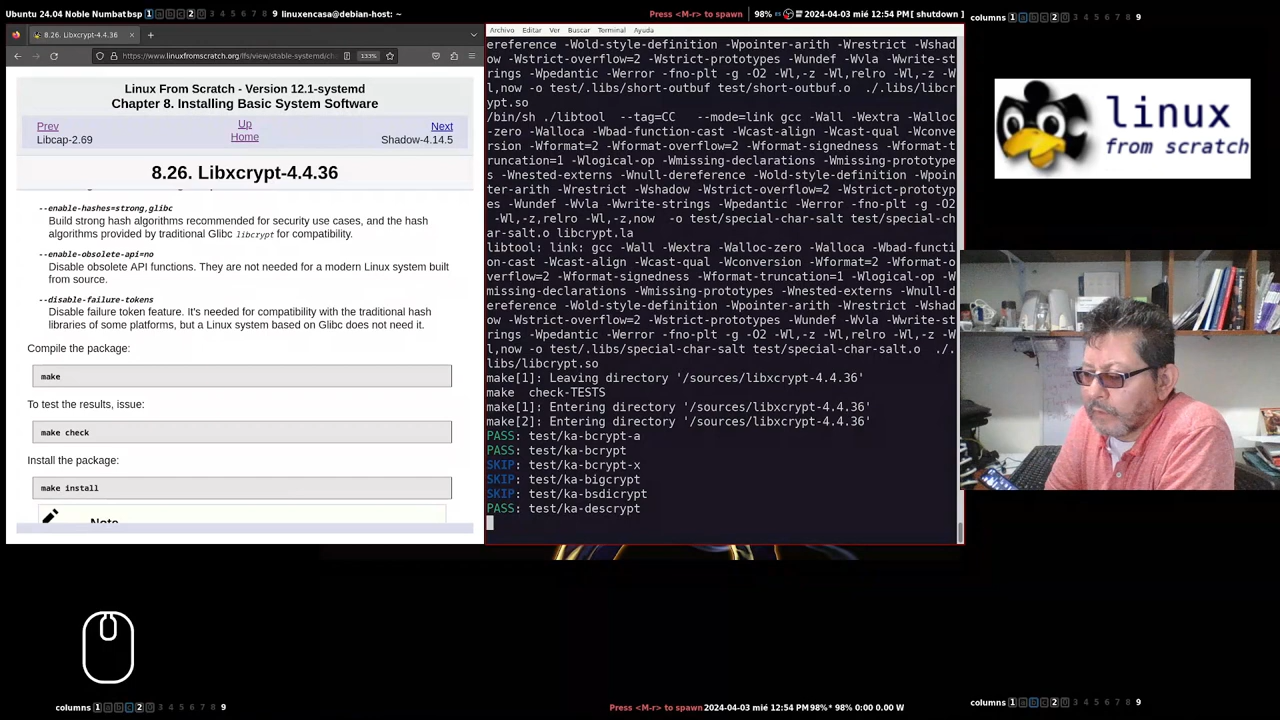 Ubuntu 24.04 Noble Numbat bsp 1 a b c 2 0 3 4 5 6 7 8 9 linuxencasa@debian-host: ~
Press <M-r> to spawn 98% 2024-04-03 mié 12:54 PM [ shutdown ]
columns 1 a b c 2 0 3 4 5 6 7 8 9
8.26. Libxcrypt-4.4.36
https://www.linuxfromscratch.org/lfs/view/stable-systemd/ch
133%
Linux From Scratch - Version 12.1-systemd
Chapter 8. Installing Basic System Software
Prev Up Next
Libcap-2.69 Home Shadow-4.14.5
8.26. Libxcrypt-4.4.36
--enable-hashes=strong,glibc
Build strong hash algorithms recommended for security use cases, and the hash
algorithms provided by traditional Glibc libcrypt for compatibility.
--enable-obsolete-api=no
Disable obsolete API functions. They are not needed for a modern Linux system built
from source.
--disable-failure-tokens
Disable failure token feature. It's needed for compatibility with the traditional hash
libraries of some platforms, but a Linux system based on Glibc does not need it.
Compile the package:
make
To test the results, issue:
make check
Install the package:
make install
Note
Archivo Editar Ver Buscar Terminal Ayuda
ereference -Wold-style-definition -Wpointer-arith -Wrestrict -Wshad
ow -Wstrict-overflow=2 -Wstrict-prototypes -Wundef -Wvla -Wwrite-st
rings -Wpedantic -Werror -fno-plt -g -O2 -Wl,-z,relro -Wl,-z -Wl,-z -W
l,now -o test/.libs/short-outbuf test/short-outbuf.o ./.libs/libcr
ypt.so
/bin/sh ./libtool --tag=CC --mode=link gcc -Wall -Wextra -Walloc
-zero -Walloca -Wbad-function-cast -Wcast-align -Wcast-qual -Wconve
rsion -Wformat=2 -Wformat-overflow=2 -Wformat-signedness -Wformat-t
runcation=1 -Wlogical-op -Wmissing-declarations -Wmissing-prototype
s -Wnested-externs -Wnull-dereference -Wold-style-definition -Wpoin
ter-arith -Wrestrict -Wshadow -Wstrict-overflow=2 -Wstrict-prototyp
es -Wundef -Wvla -Wwrite-strings -Wpedantic -Werror -fno-plt -g -O2
-Wl,-z,relro -Wl,-z,now -o test/special-char-salt test/special-ch
ar-salt.o libcrypt.la
libtool: link: gcc -Wall -Wextra -Walloc-zero -Walloca -Wbad-functi
on-cast -Wcast-align -Wcast-qual -Wconversion -Wformat=2 -Wformat-o
verflow=2 -Wformat-signedness -Wformat-truncation=1 -Wlogical-op -W
missing-declarations -Wmissing-prototypes -Wnested-externs -Wnull-d
ereference -Wold-style-definition -Wpointer-arith -Wrestrict -Wshad
ow -Wstrict-overflow=2 -Wstrict-prototypes -Wundef -Wvla -Wwrite-st
rings -Wpedantic -Werror -fno-plt -g -O2 -Wl,-z -Wl,relro -Wl,-z -W
l,now -o test/.libs/special-char-salt test/special-char-salt.o ./.
libs/libcrypt.so
make[1]: Leaving directory '/sources/libxcrypt-4.4.36'
make check-TESTS
make[1]: Entering directory '/sources/libxcrypt-4.4.36'
make[2]: Entering directory '/sources/libxcrypt-4.4.36'
PASS: test/ka-bcrypt-a
PASS: test/ka-bcrypt
SKIP: test/ka-bcrypt-x
SKIP: test/ka-bigcrypt
SKIP: test/ka-bsdicrypt
PASS: test/ka-descrypt
linux
from scratch
columns 1 a b c 2 0 3 4 5 6 7 8 9
Press <M-r> to spawn 2024-04-03 mié 12:54 PM 98%* 98% 0:00 0.00 W
columns 1 a b c 2 0 3 4 5 6 7 8 9